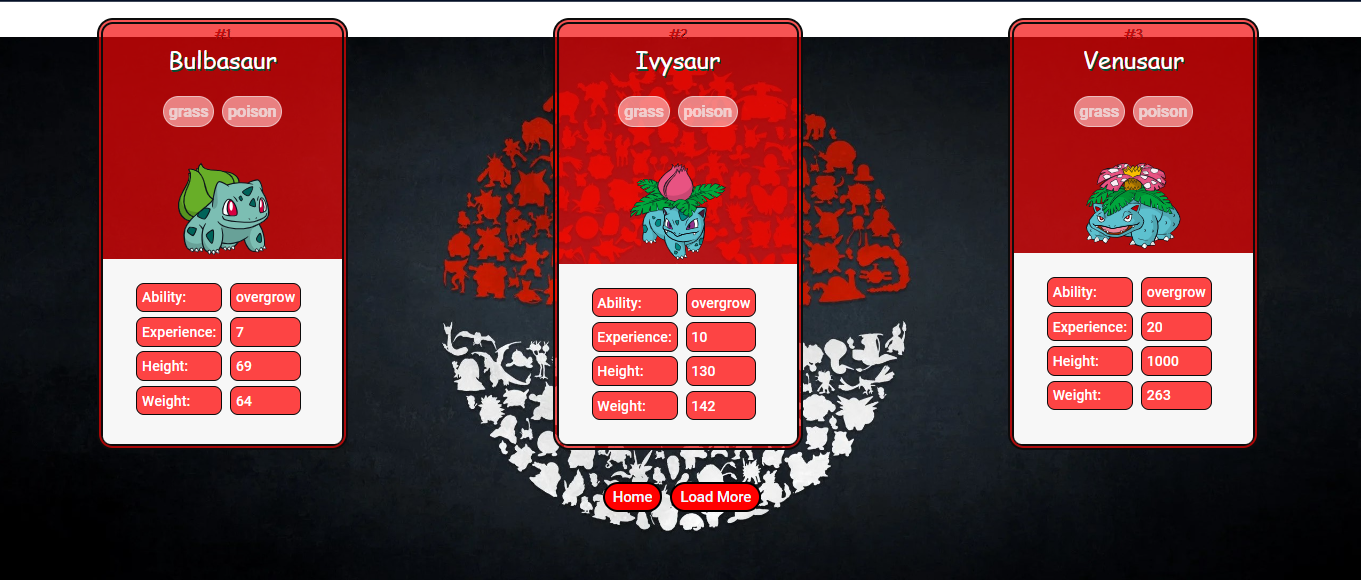 #1
Bulbasaur
grass poison
Ability: overgrow
Experience: 7
Height: 69
Weight: 64
#2
Ivysaur
grass poison
Ability: overgrow
Experience: 10
Height: 130
Weight: 142
#3
Venusaur
grass poison
Ability: overgrow
Experience: 20
Height: 1000
Weight: 263
Home Load More